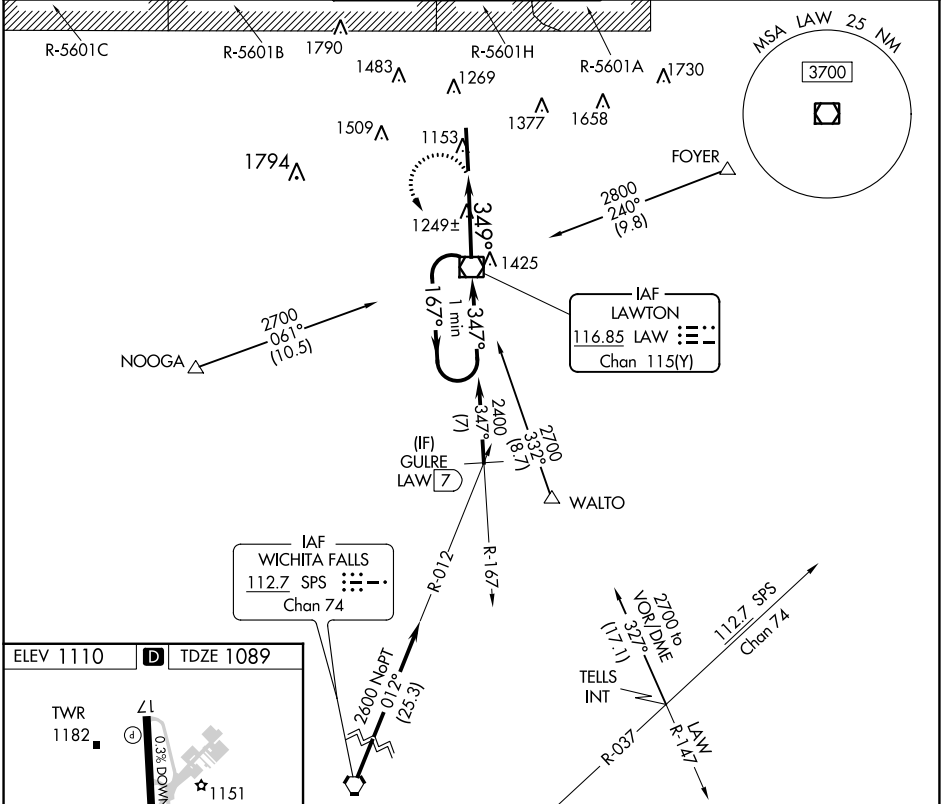 R-5601C
R-5601B
1790
R-5601H
R-5601A
1483
1269
1730
1377
1658
1509
1153
1794
MSA LAW 25 NM
3700
FOYER
2800
240°
(9.8)
1249±
349°
1425
IAF
LAWTON
116.85 LAW
Chan 115(Y)
2700
061°
(10.5)
NOOGA
167°
1 min
347°
2400
347°
(7)
2700
332°
(8.7)
(IF)
GULRE
LAW 7
WALTO
IAF
WICHITA FALLS
112.7 SPS
Chan 74
R-012
R-167
2600 NoPT
012°
(25.3)
2700 to
VOR/DME
327°
(17.1)
112.7 SPS
Chan 74
TELLS
INT
R-037
LAW
R-147
ELEV 1110
D
TDZE 1089
TWR
1182
17
P
0.3% DOWN
1151